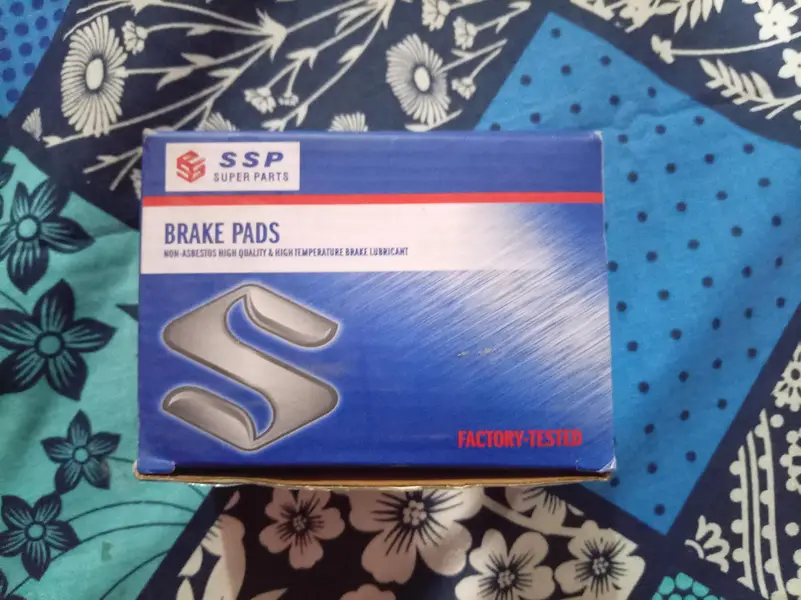 SSP
SUPER PARTS
BRAKE PADS
NON-ASBESTOS HIGH QUALITY & HIGH TEMPERATURE BRAKE LUBRICANT
FACTORY-TESTED